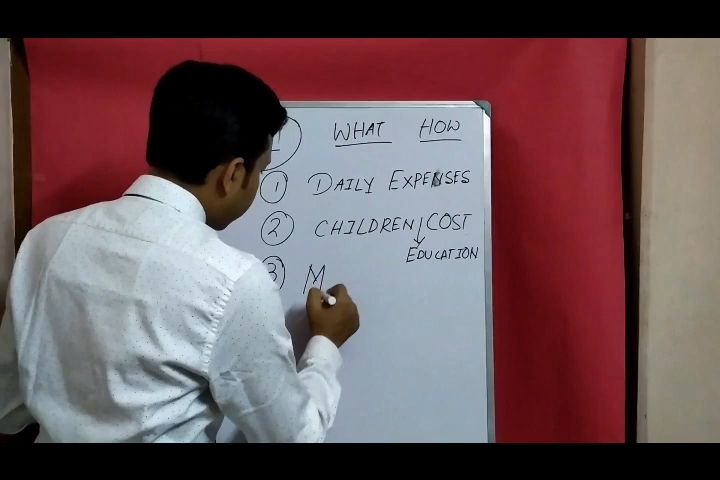 WHAT HOW
① DAILY EXPENSES
② CHILDREN COST
EDUCATION
③ M